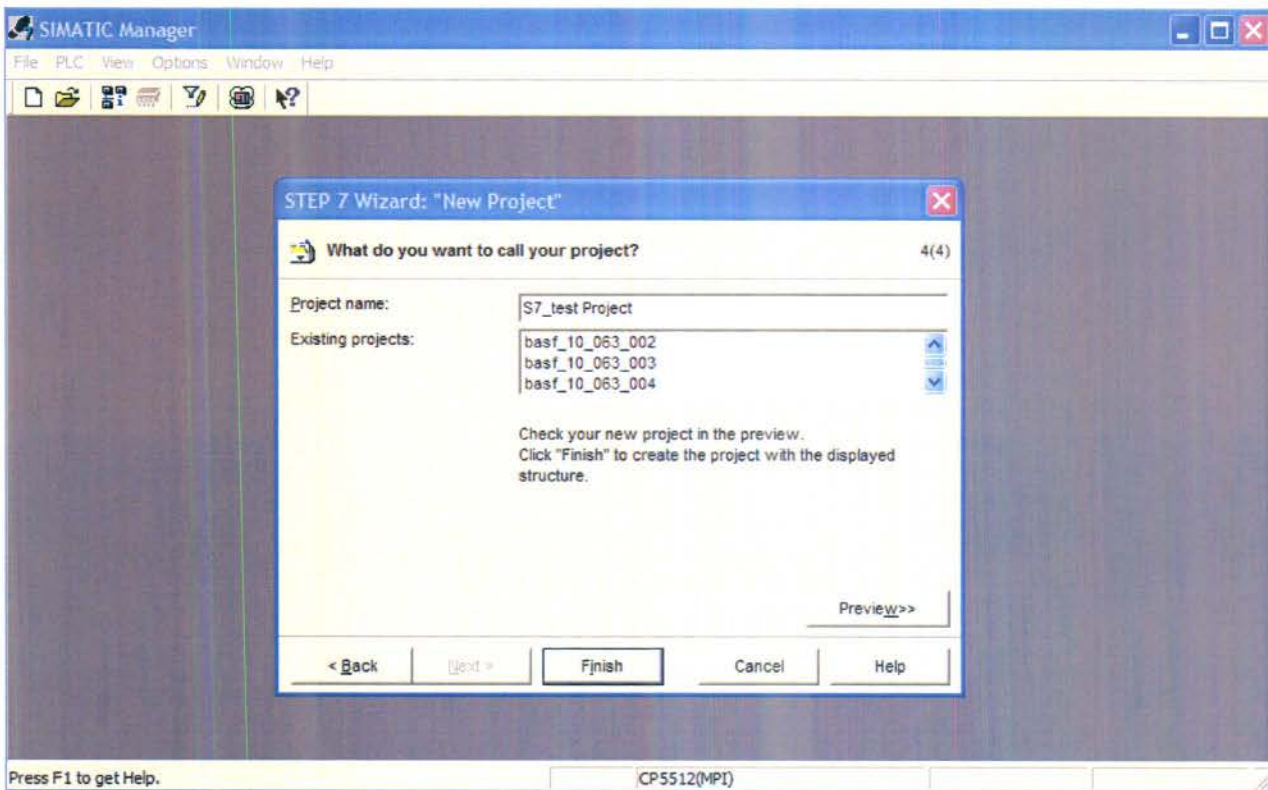 SIMATIC Manager
File PLC View Options Window Help
STEP 7 Wizard: "New Project"
What do you want to call your project? 4(4)
Project name: S7_test Project
Existing projects: basf_10_063_002
basf_10_063_003
basf_10_063_004
Check your new project in the preview.
Click "Finish" to create the project with the displayed
structure.
Preview>>
< Back Next > Finish Cancel Help
Press F1 to get Help. CP5512(MPI)